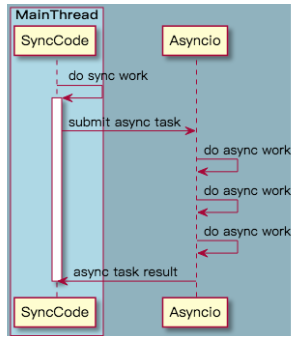 MainThread
SyncCode
Asyncio
do sync work
submit async task
do async work
do async work
do async work
async task result
SyncCode
Asyncio